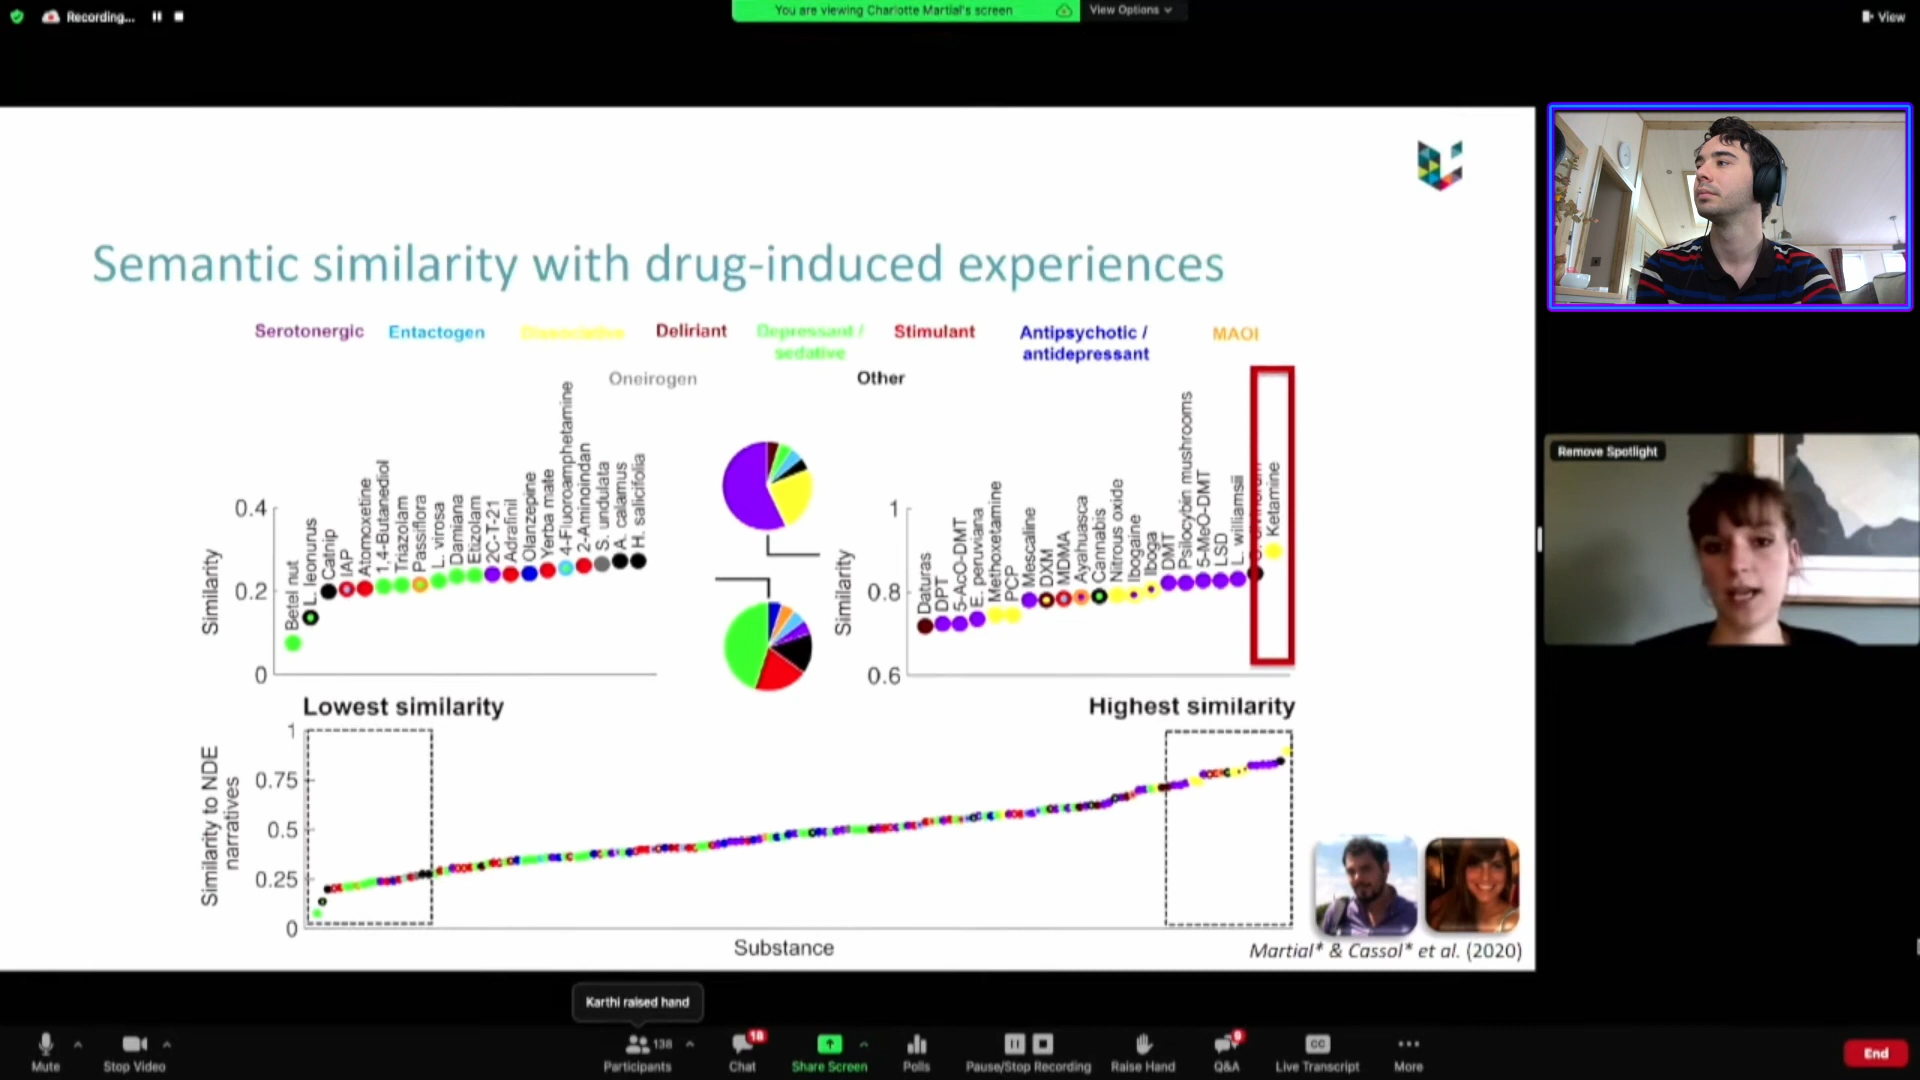 Recording...
You are viewing Charlotte Martial's screen
View Options
View
Remove Spotlight
Semantic similarity with drug-induced experiences
Serotonergic
Entactogen
Dissociative
Deliriant
Depressant /
sedative
Stimulant
Antipsychotic /
antidepressant
MAOI
Oneirogen
Other
Similarity
0.4
0.2
0
Betel nut
L. leonurus
Catnip
IAP
Atomoxetine
1,4-Butanediol
Triazolam
Passiflora
L. virosa
Damiana
Etizolam
2C-T-21
Adrafinil
Olanzepine
Yerba mate
4-Fluoroamphetamine
2-Aminoindan
S. undulata
A. calamus
H. salicifolia
Similarity
1
0.8
0.6
Daturas
DPT
5-AcO-DMT
E. peruviana
Methoxetamine
PCP
Mescaline
DXM
MDMA
Ayahuasca
Cannabis
Nitrous oxide
Ibogaine
Iboga
DMT
Psilocybin mushrooms
5-MeO-DMT
LSD
L. williamsii
Ketamine
Lowest similarity
Highest similarity
Similarity to NDE
narratives
1
0.75
0.5
0.25
0
Substance
Martial* & Cassol* et al. (2020)
Karthi raised hand
Mute
Stop Video
138
Participants
18
Chat
Share Screen
Polls
Pause/Stop Recording
Raise Hand
Q&A
CC
Live Transcript
More
End